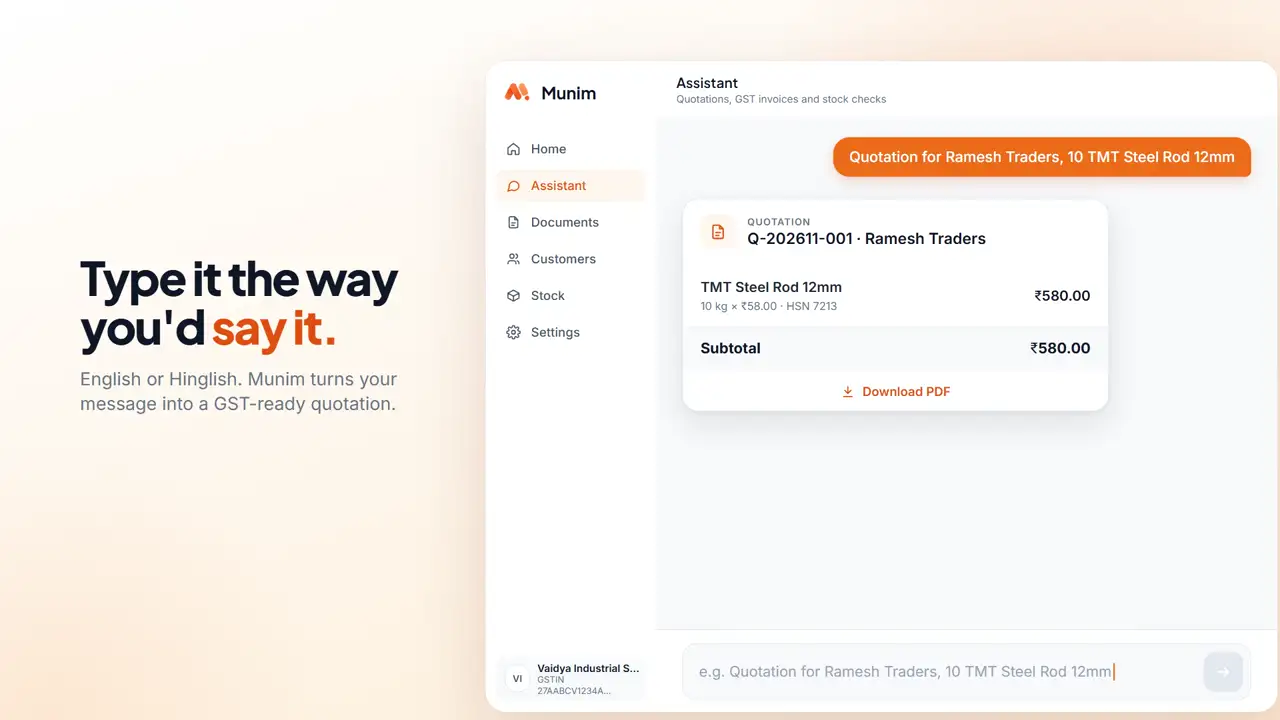 Type it the way
you'd say it.
English or Hinglish. Munim turns your
message into a GST-ready quotation.
Munim
Home
Assistant
Documents
Customers
Stock
Settings
VI
Vaidya Industrial S...
GSTIN
27AABCV1234A...
Assistant
Quotations, GST invoices and stock checks
Quotation for Ramesh Traders, 10 TMT Steel Rod 12mm
QUOTATION
Q-202611-001 · Ramesh Traders
TMT Steel Rod 12mm
10 kg × ₹58.00 · HSN 7213
₹580.00
Subtotal
₹580.00
Download PDF
e.g. Quotation for Ramesh Traders, 10 TMT Steel Rod 12mm